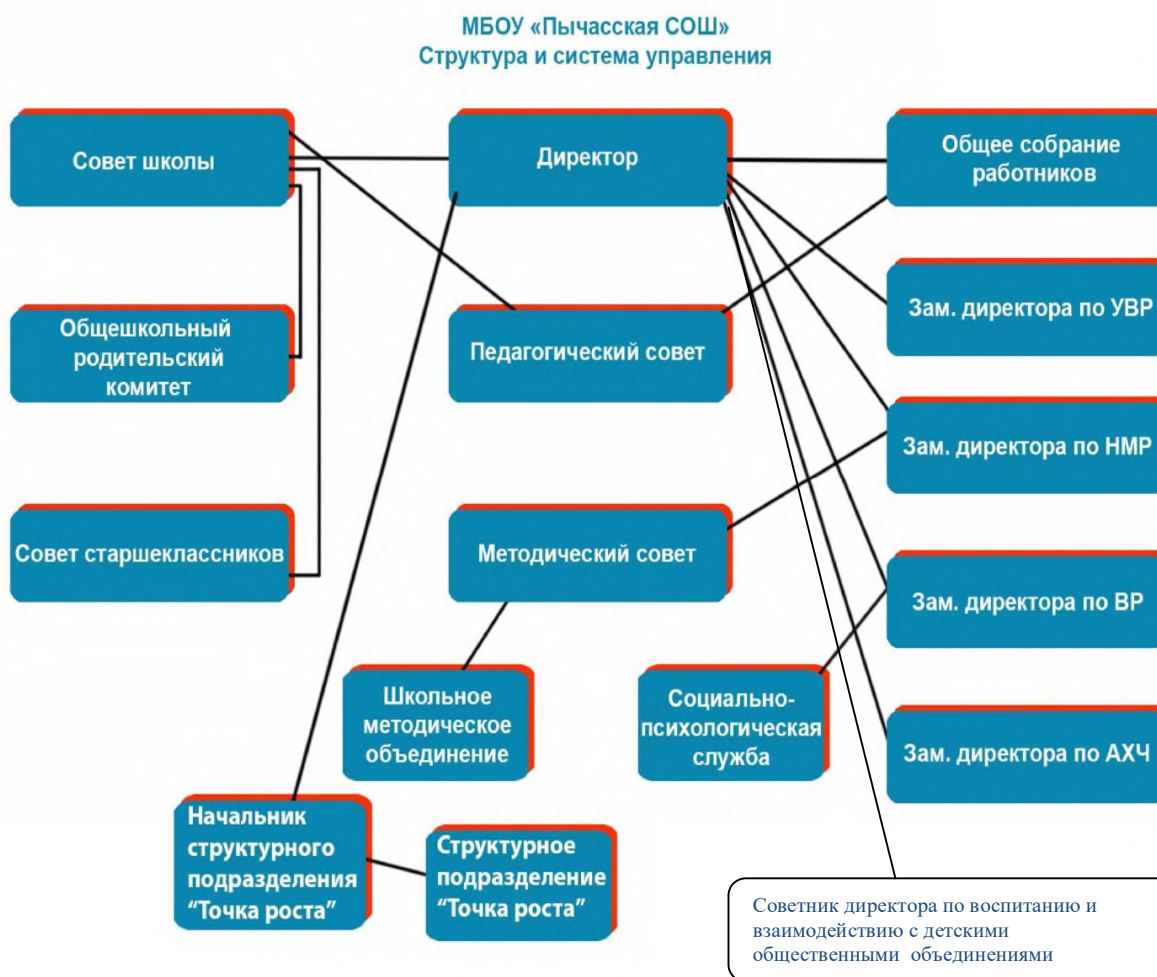 МБОУ «Пычасская СОШ»
Структура и система управления
Совет школы
Директор
Общее собрание
работников
Зам. директора по УВР
Общешкольный
родительский
комитет
Педагогический совет
Зам. директора по НМР
Совет старшеклассников
Методический совет
Зам. директора по ВР
Школьное
методическое
объединение
Социально-
психологическая
служба
Зам. директора по АХЧ
Начальник
структурного
подразделения
“Точка роста”
Структурное
подразделение
“Точка роста”
Советник директора по воспитанию и
взаимодействию с детскими
общественными объединениями